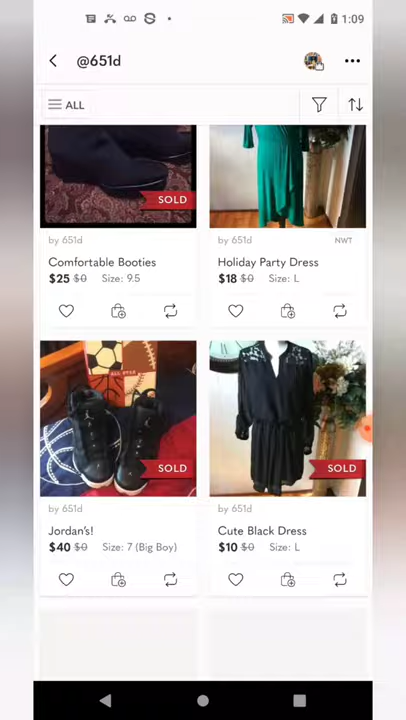 1:09
@651d
ALL
SOLD
by 651d
Comfortable Booties
$25 $0 Size: 9.5
by 651d NWT
Holiday Party Dress
$18 $0 Size: L
ALL STAR
SOLD
SOLD
by 651d
Jordan's!
$40 $0 Size: 7 (Big Boy)
by 651d
Cute Black Dress
$10 $0 Size: L